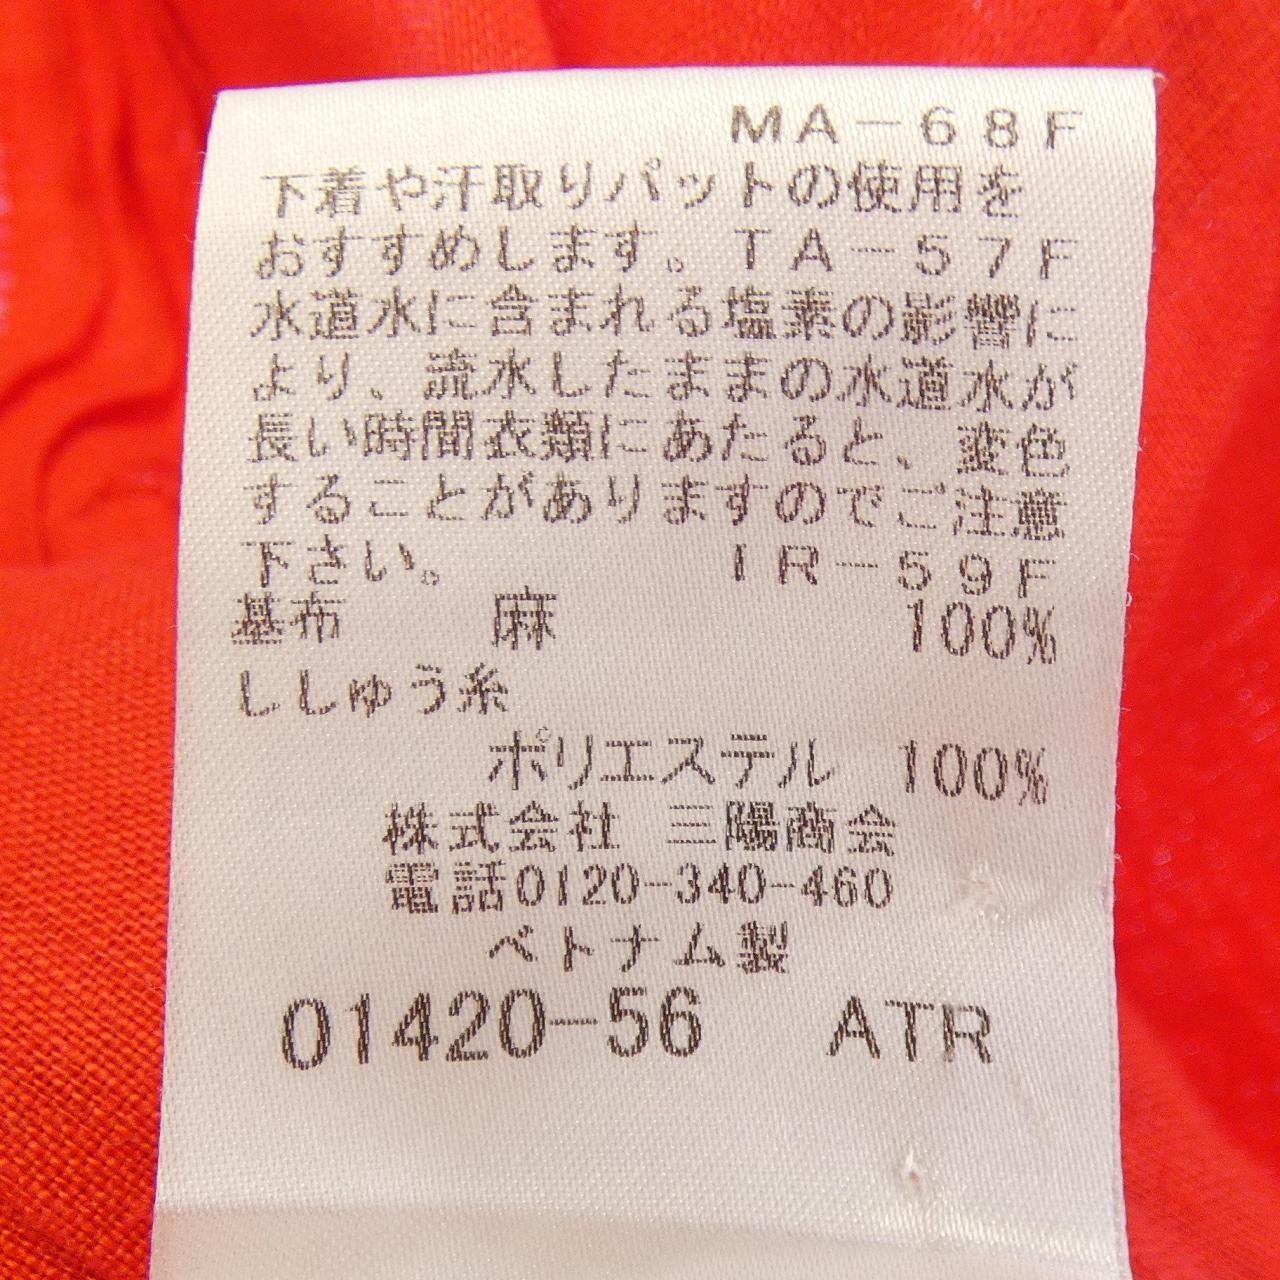 MA-68F
下着や汗取りパットの使用を
おすすめします。TA-57F
水道水に含まれる塩素の影響に
より、流水したままの水道水が
長い時間衣類にあたると、変色
することがありますのでご注意
下さい。 IR-59F
基布 麻 100%
ししゅう糸
ポリエステル 100%
株式会社 三陽商会
電話0120-340-460
ベトナム製
01420-56 ATR